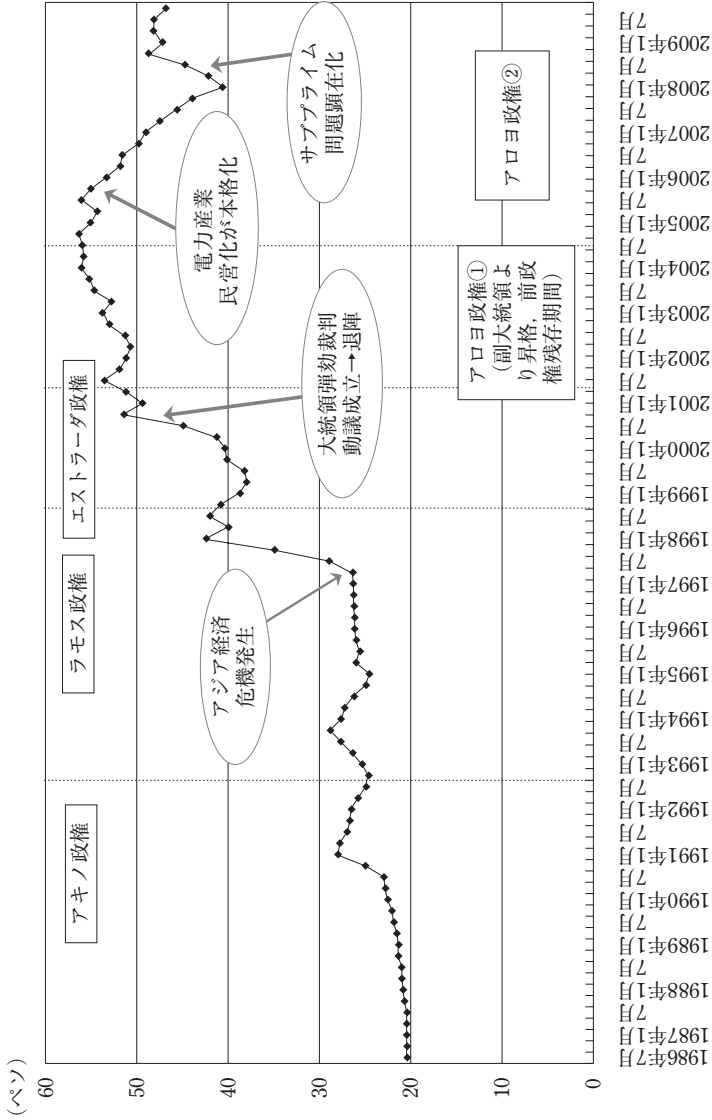 (ペソ)
60
50
40
30
20
10
0
アキノ政権
ラモス政権
エストラーダ政権
アロヨ政権①
(副大統領よ
り昇格，前政
権残存期間)
アロヨ政権②
アジア経済
危機発生
大統領弾劾裁判
動議成立→退陣
電力産業
民営化が本格化
サブプライム
問題顕在化
1986年7月
1987年1月
7月
1988年1月
7月
1989年1月
7月
1990年1月
7月
1991年1月
7月
1992年1月
7月
1993年1月
7月
1994年1月
7月
1995年1月
7月
1996年1月
7月
1997年1月
7月
1998年1月
7月
1999年1月
7月
2000年1月
7月
2001年1月
7月
2002年1月
7月
2003年1月
7月
2004年1月
7月
2005年1月
7月
2006年1月
7月
2007年1月
7月
2008年1月
7月
2009年1月
7月